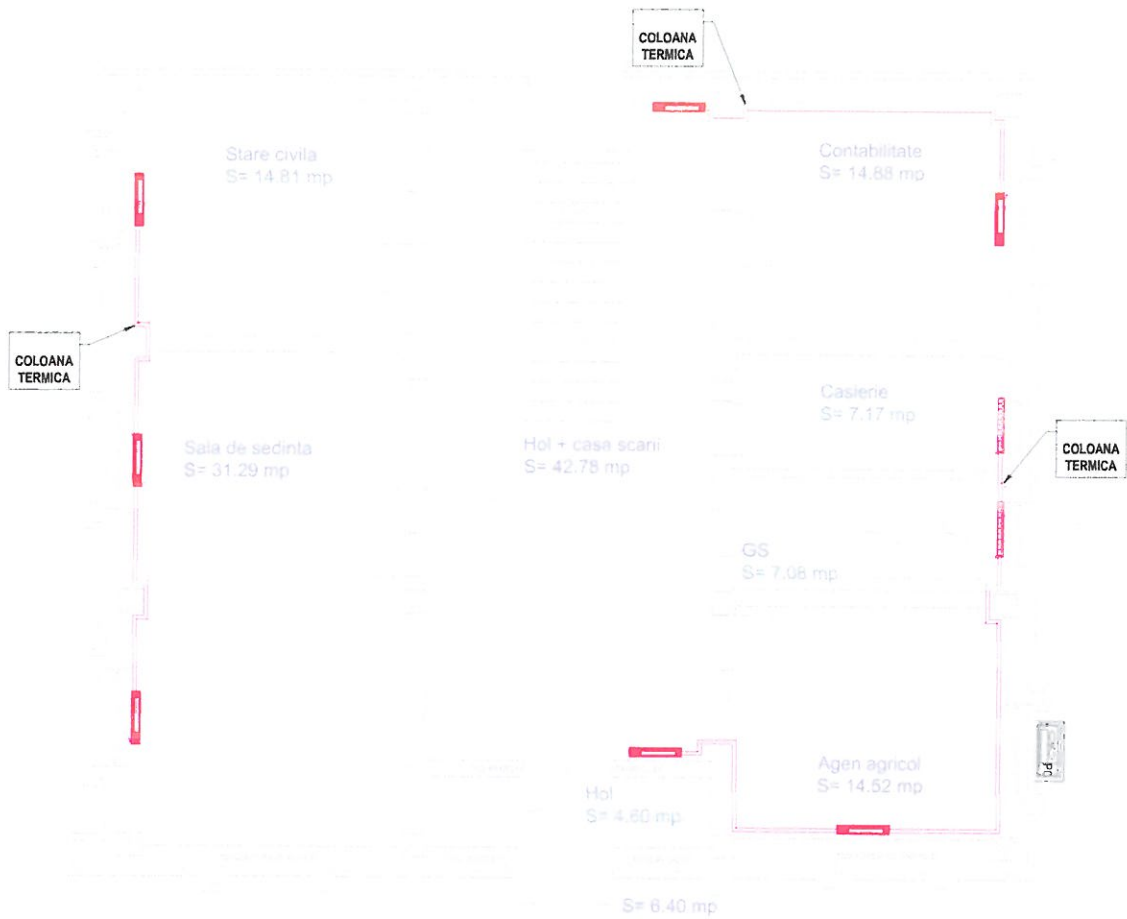 COLOANA
TERMICA
Stare civila
S= 14.81 mp
Contabilitate
S= 14.88 mp
COLOANA
TERMICA
Casierie
S= 7.17 mp
COLOANA
TERMICA
Sala de sedinta
S= 31.29 mp
Hol + casa scarii
S= 42.78 mp
GS
S= 7.08 mp
Agen agricol
S= 14.52 mp
Hol
S= 4.60 mp
S= 6.40 mp